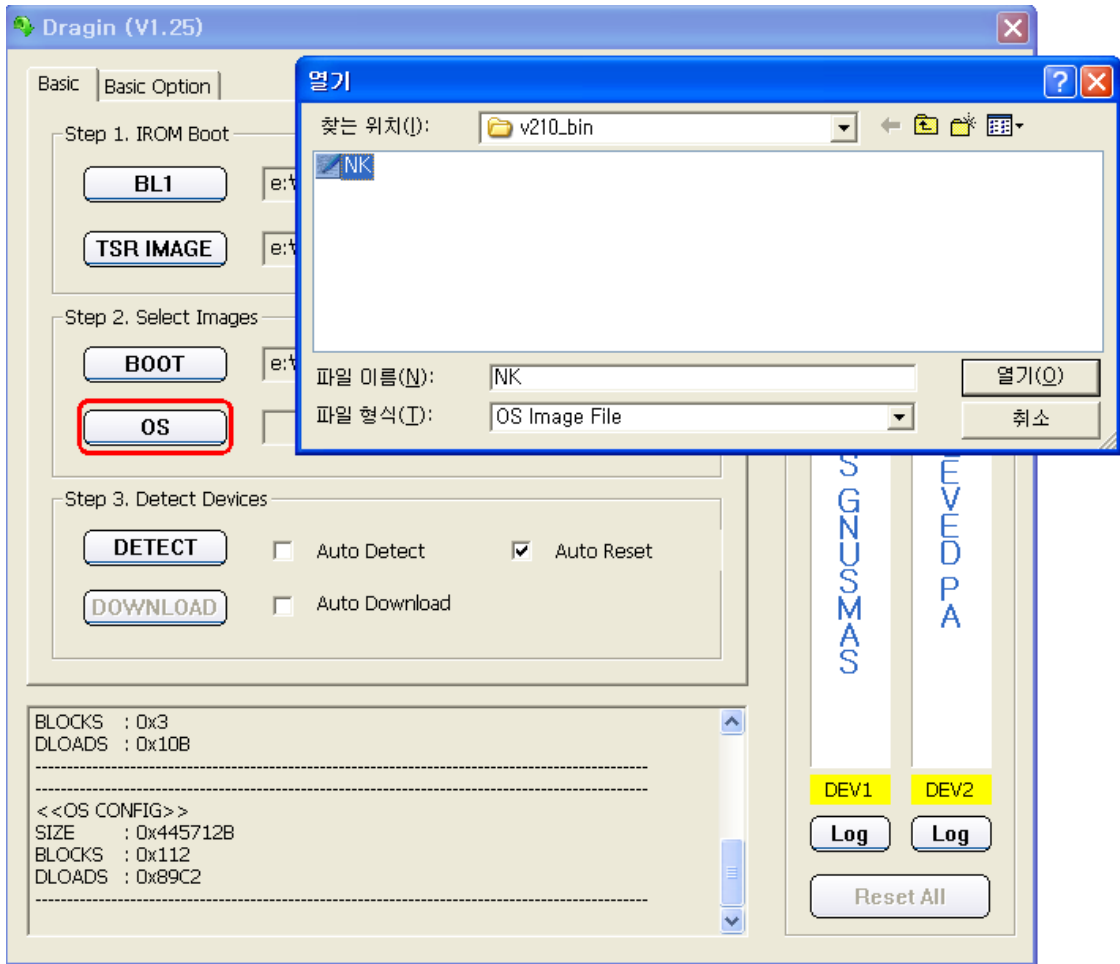 Dragin (V1.25)
Basic
Basic Option
Step 1. IROM Boot
BL1
e:\
TSR IMAGE
e:\
Step 2. Select Images
BOOT
e:\
OS
Step 3. Detect Devices
DETECT
Auto Detect
Auto Reset
DOWNLOAD
Auto Download
열기
찾는 위치(I):
v210_bin
NK
파일 이름(N):
NK
열기(O)
파일 형식(T):
OS Image File
취소
S GNUSMAS
EVED PA
BLOCKS : 0x3
DLOADS : 0x10B
--------------------------------------------------
--------------------------------------------------
<<OS CONFIG>>
SIZE : 0x445712B
BLOCKS : 0x112
DLOADS : 0x89C2
--------------------------------------------------
DEV1
DEV2
Log
Log
Reset All